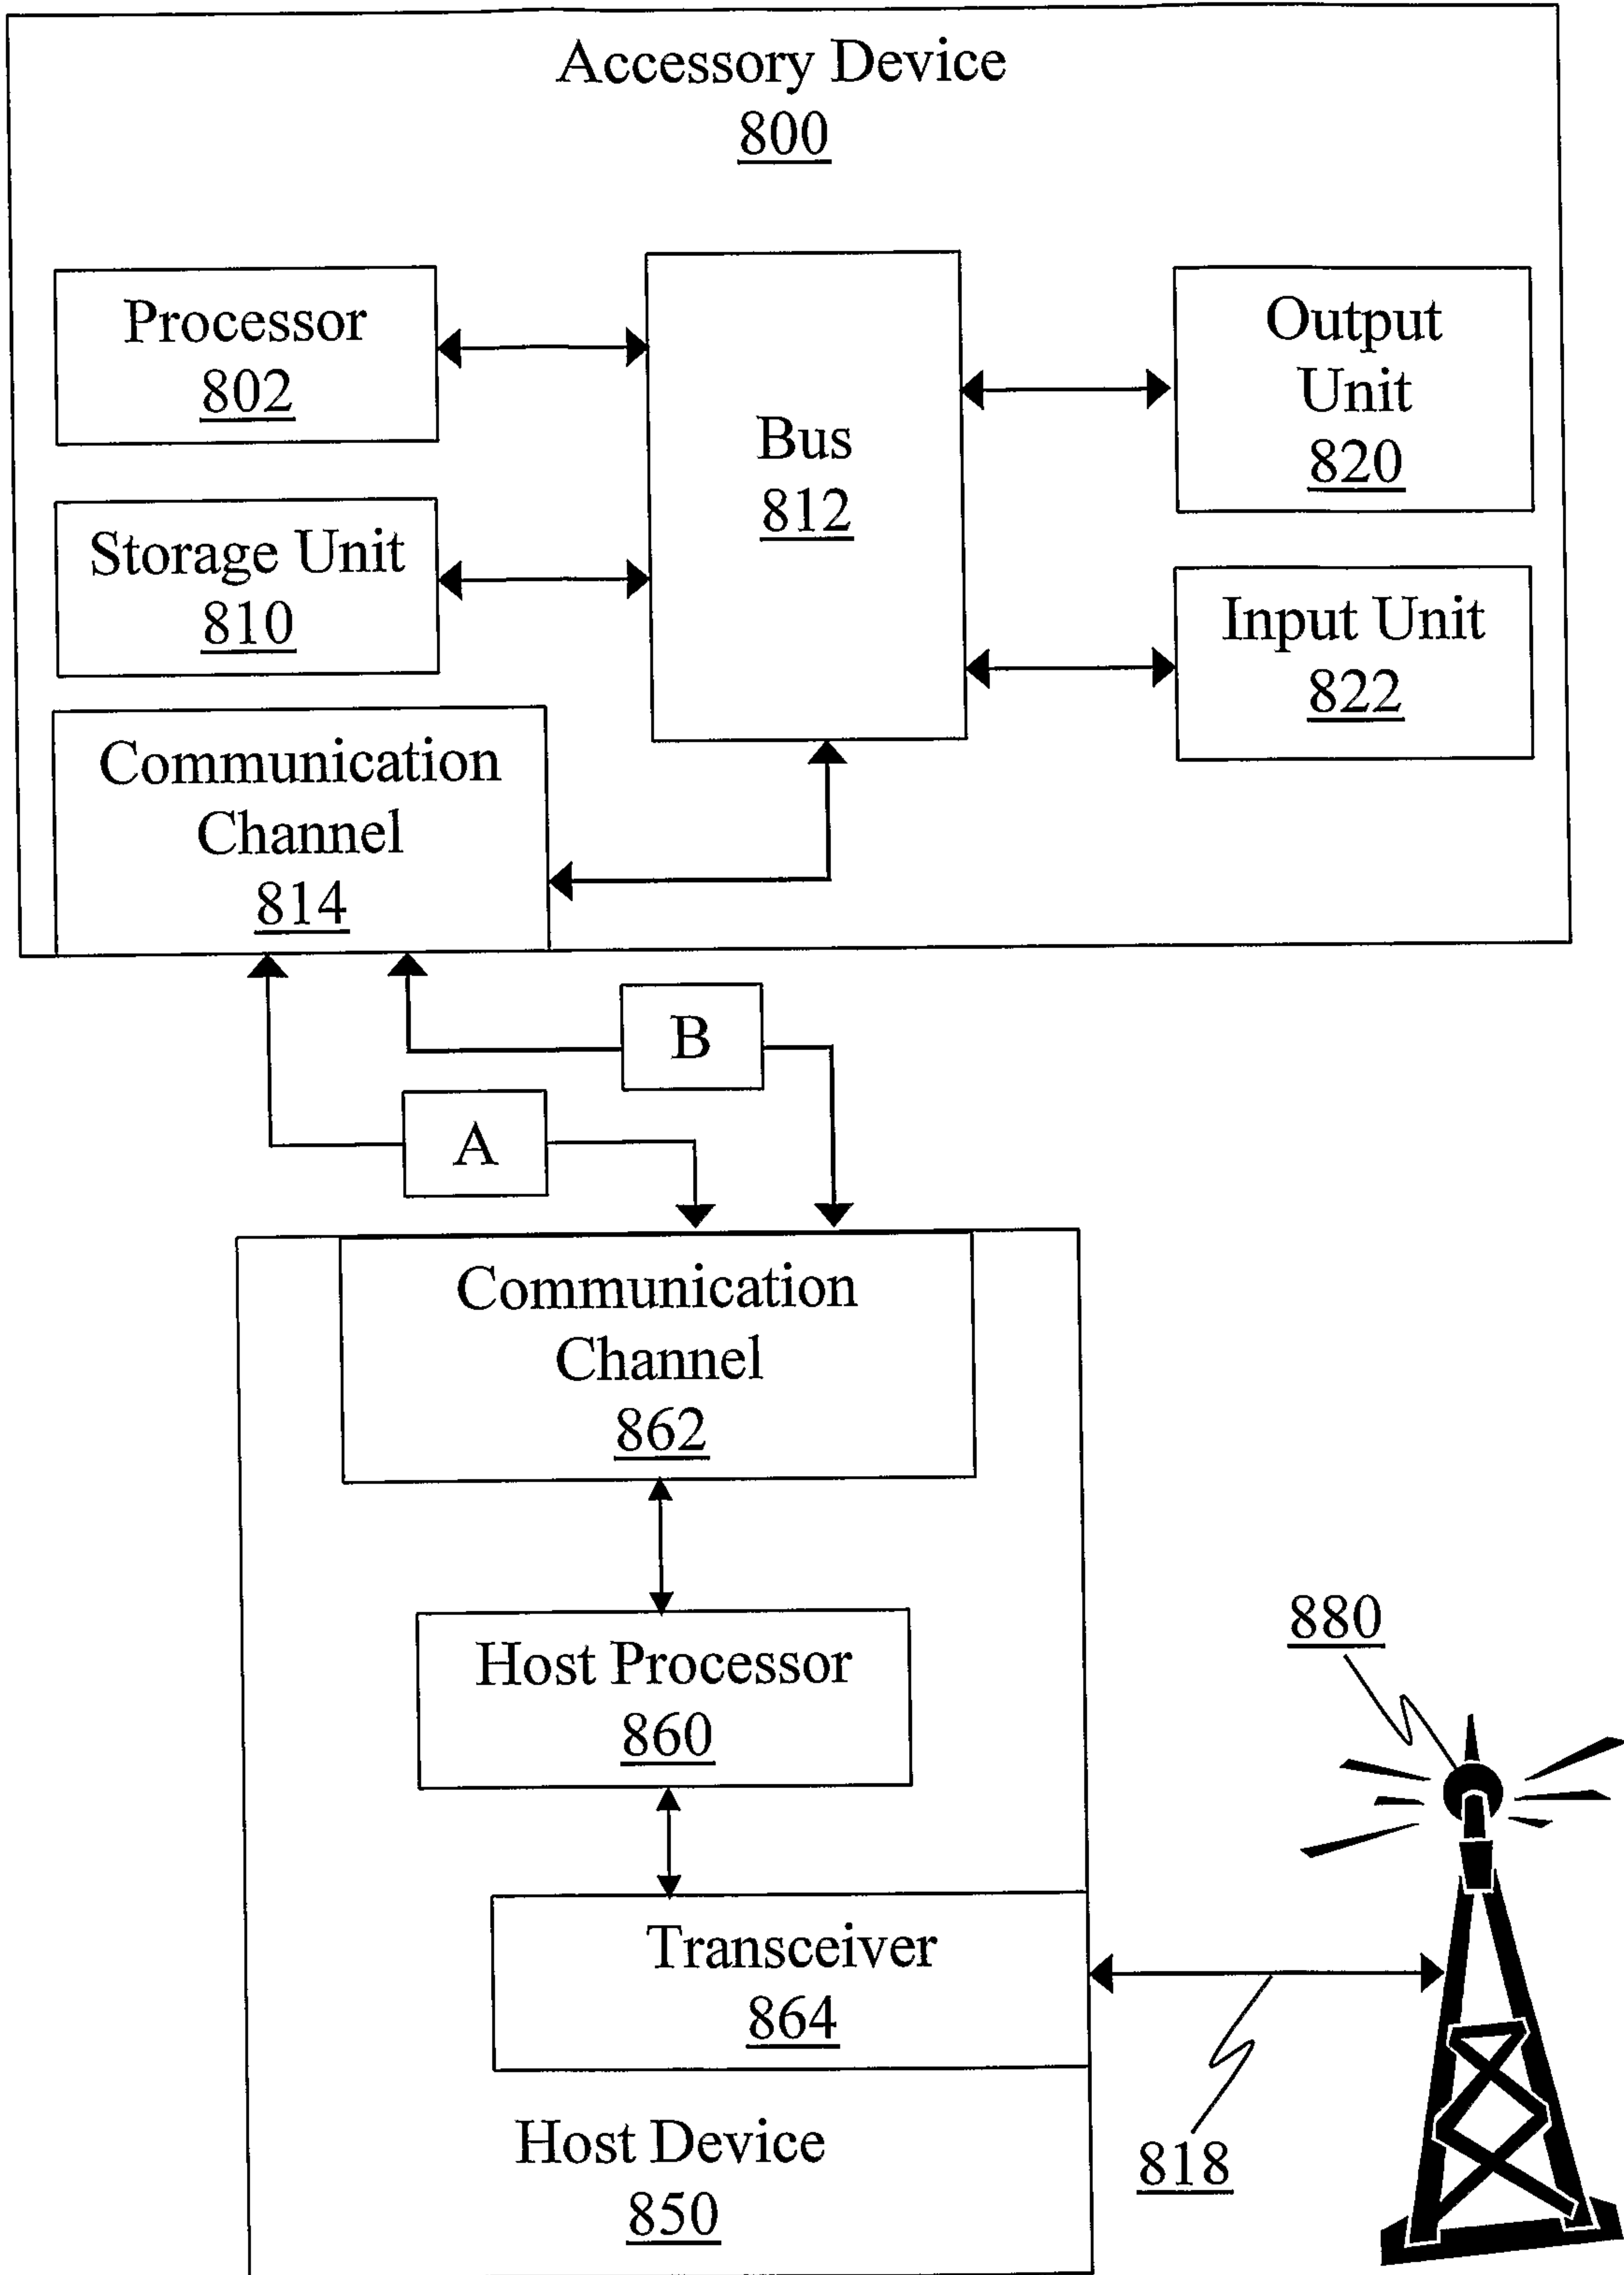 Accessory Device
800
Processor
802
Bus
812
Output
Unit
820
Storage Unit
810
Input Unit
822
Communication
Channel
814
B
A
Communication
Channel
862
Host Processor
860
880
Transceiver
864
818
Host Device
850